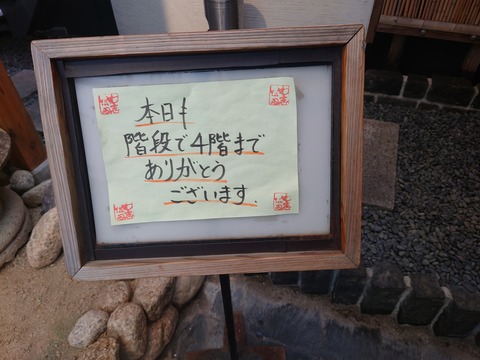 本日も
階段で4階まで
ありがとう
ございます.